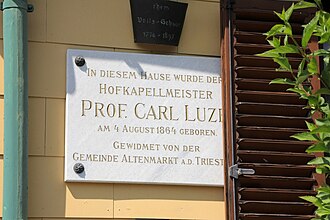 IN DIESEM HAUSE WURDE DER
HOFKAPELLMEISTER
PROF. CARL LUZE
AM 4 AUGUST 1864 GEBOREN.
GEWIDMET VON DER
GEMEINDE ALTENMARKT A.D. TRIEST